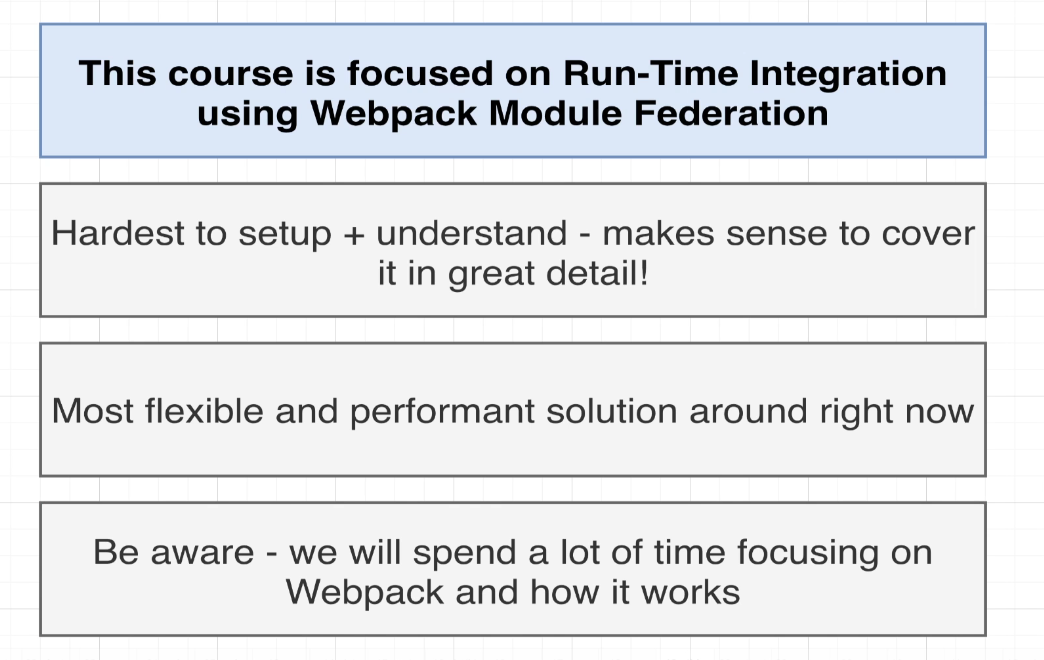 This course is focused on Run-Time Integration
using Webpack Module Federation
Hardest to setup + understand - makes sense to cover
it in great detail!
Most flexible and performant solution around right now
Be aware - we will spend a lot of time focusing on
Webpack and how it works